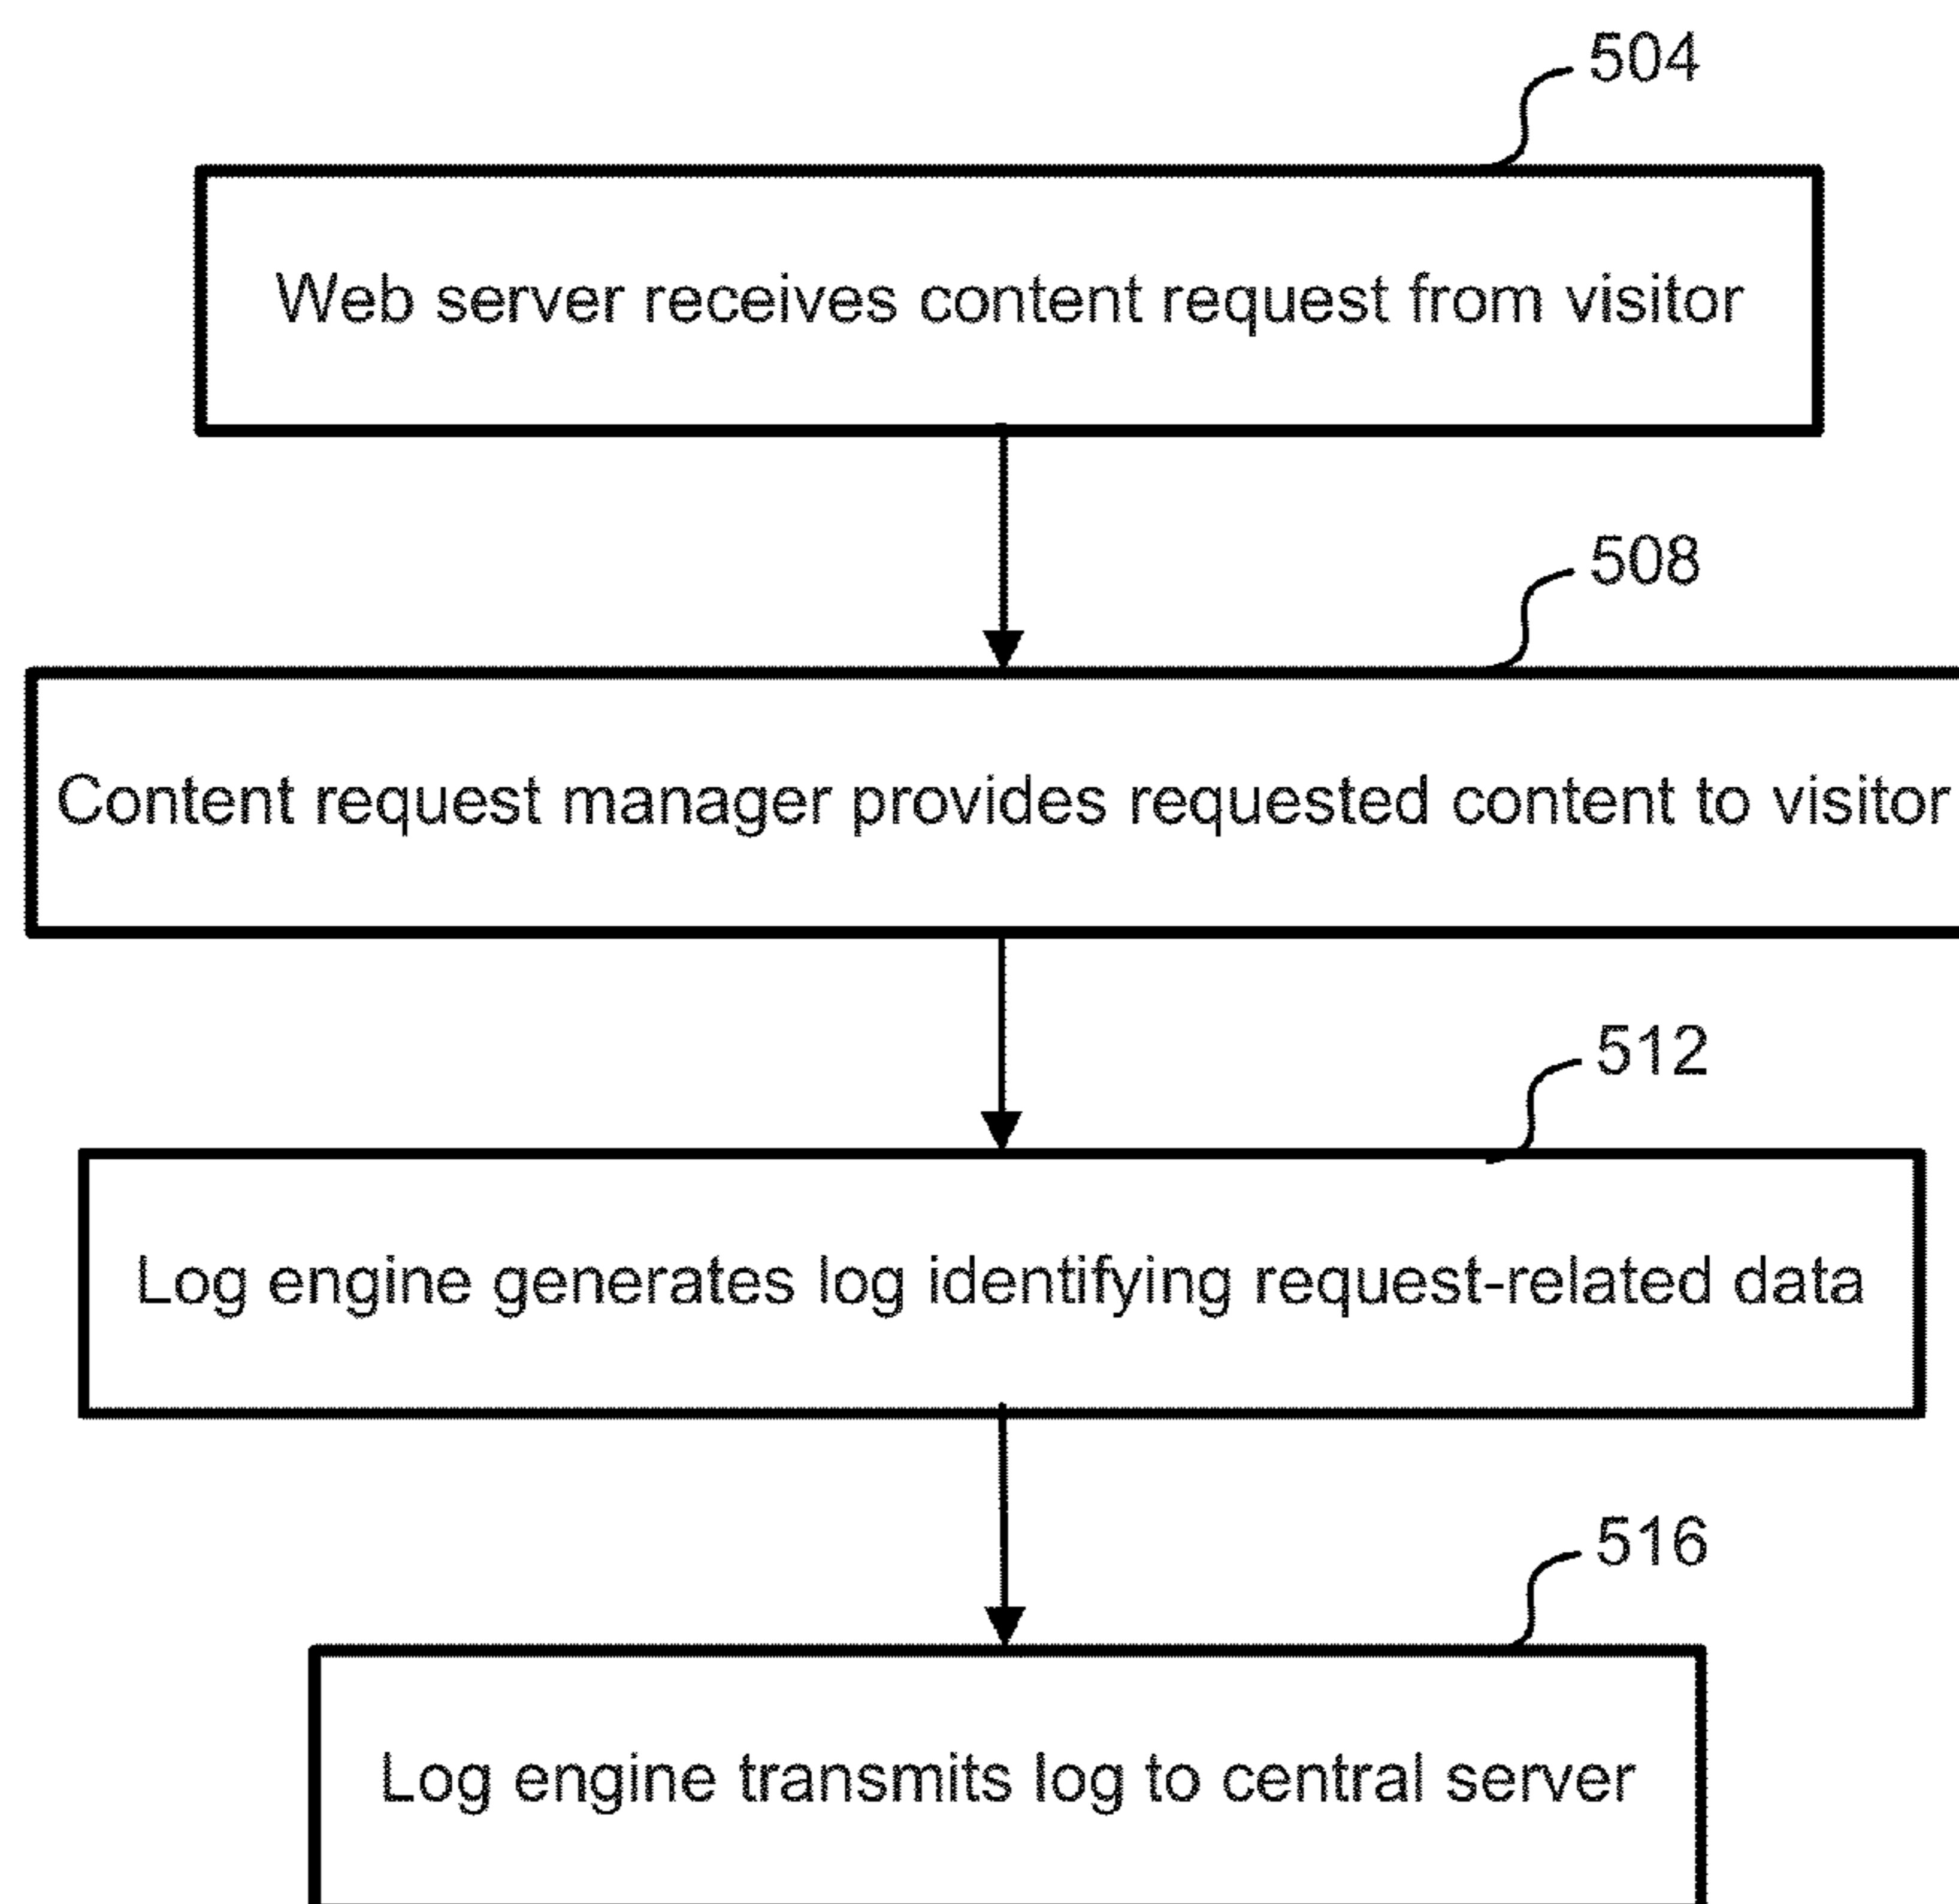 504
Web server receives content request from visitor
508
Content request manager provides requested content to visitor
512
Log engine generates log identifying request-related data
516
Log engine transmits log to central server